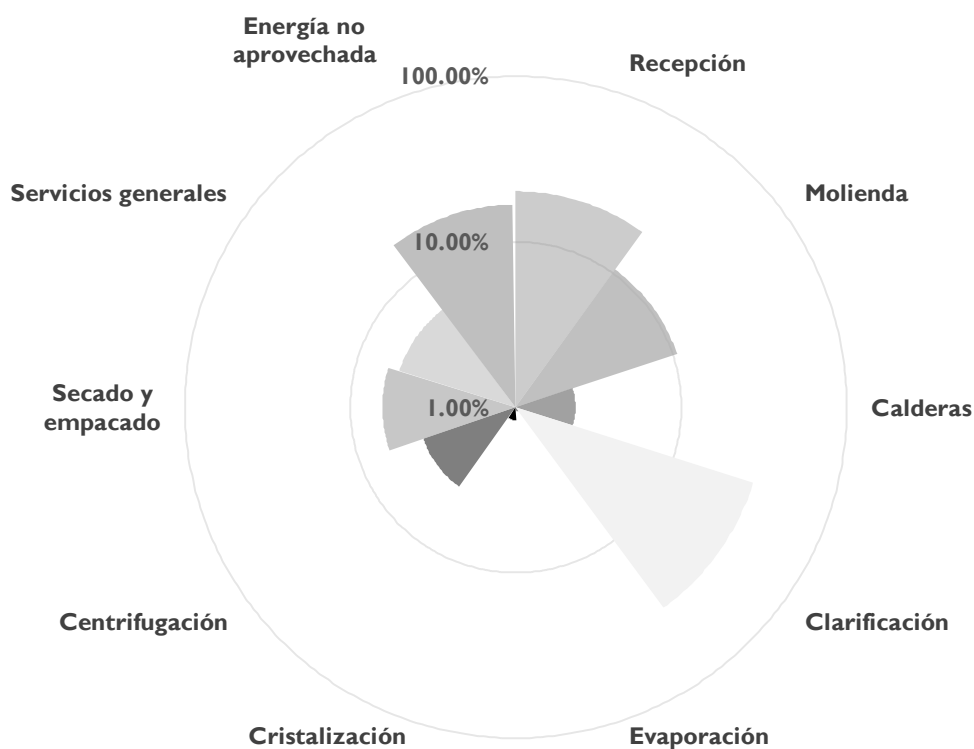 Energía no
aprovechada
100.00%
Recepción
Servicios generales
Molienda
10.00%
Secado y
empacado
1.00%
Calderas
Centrifugación
Clarificación
Cristalización
Evaporación